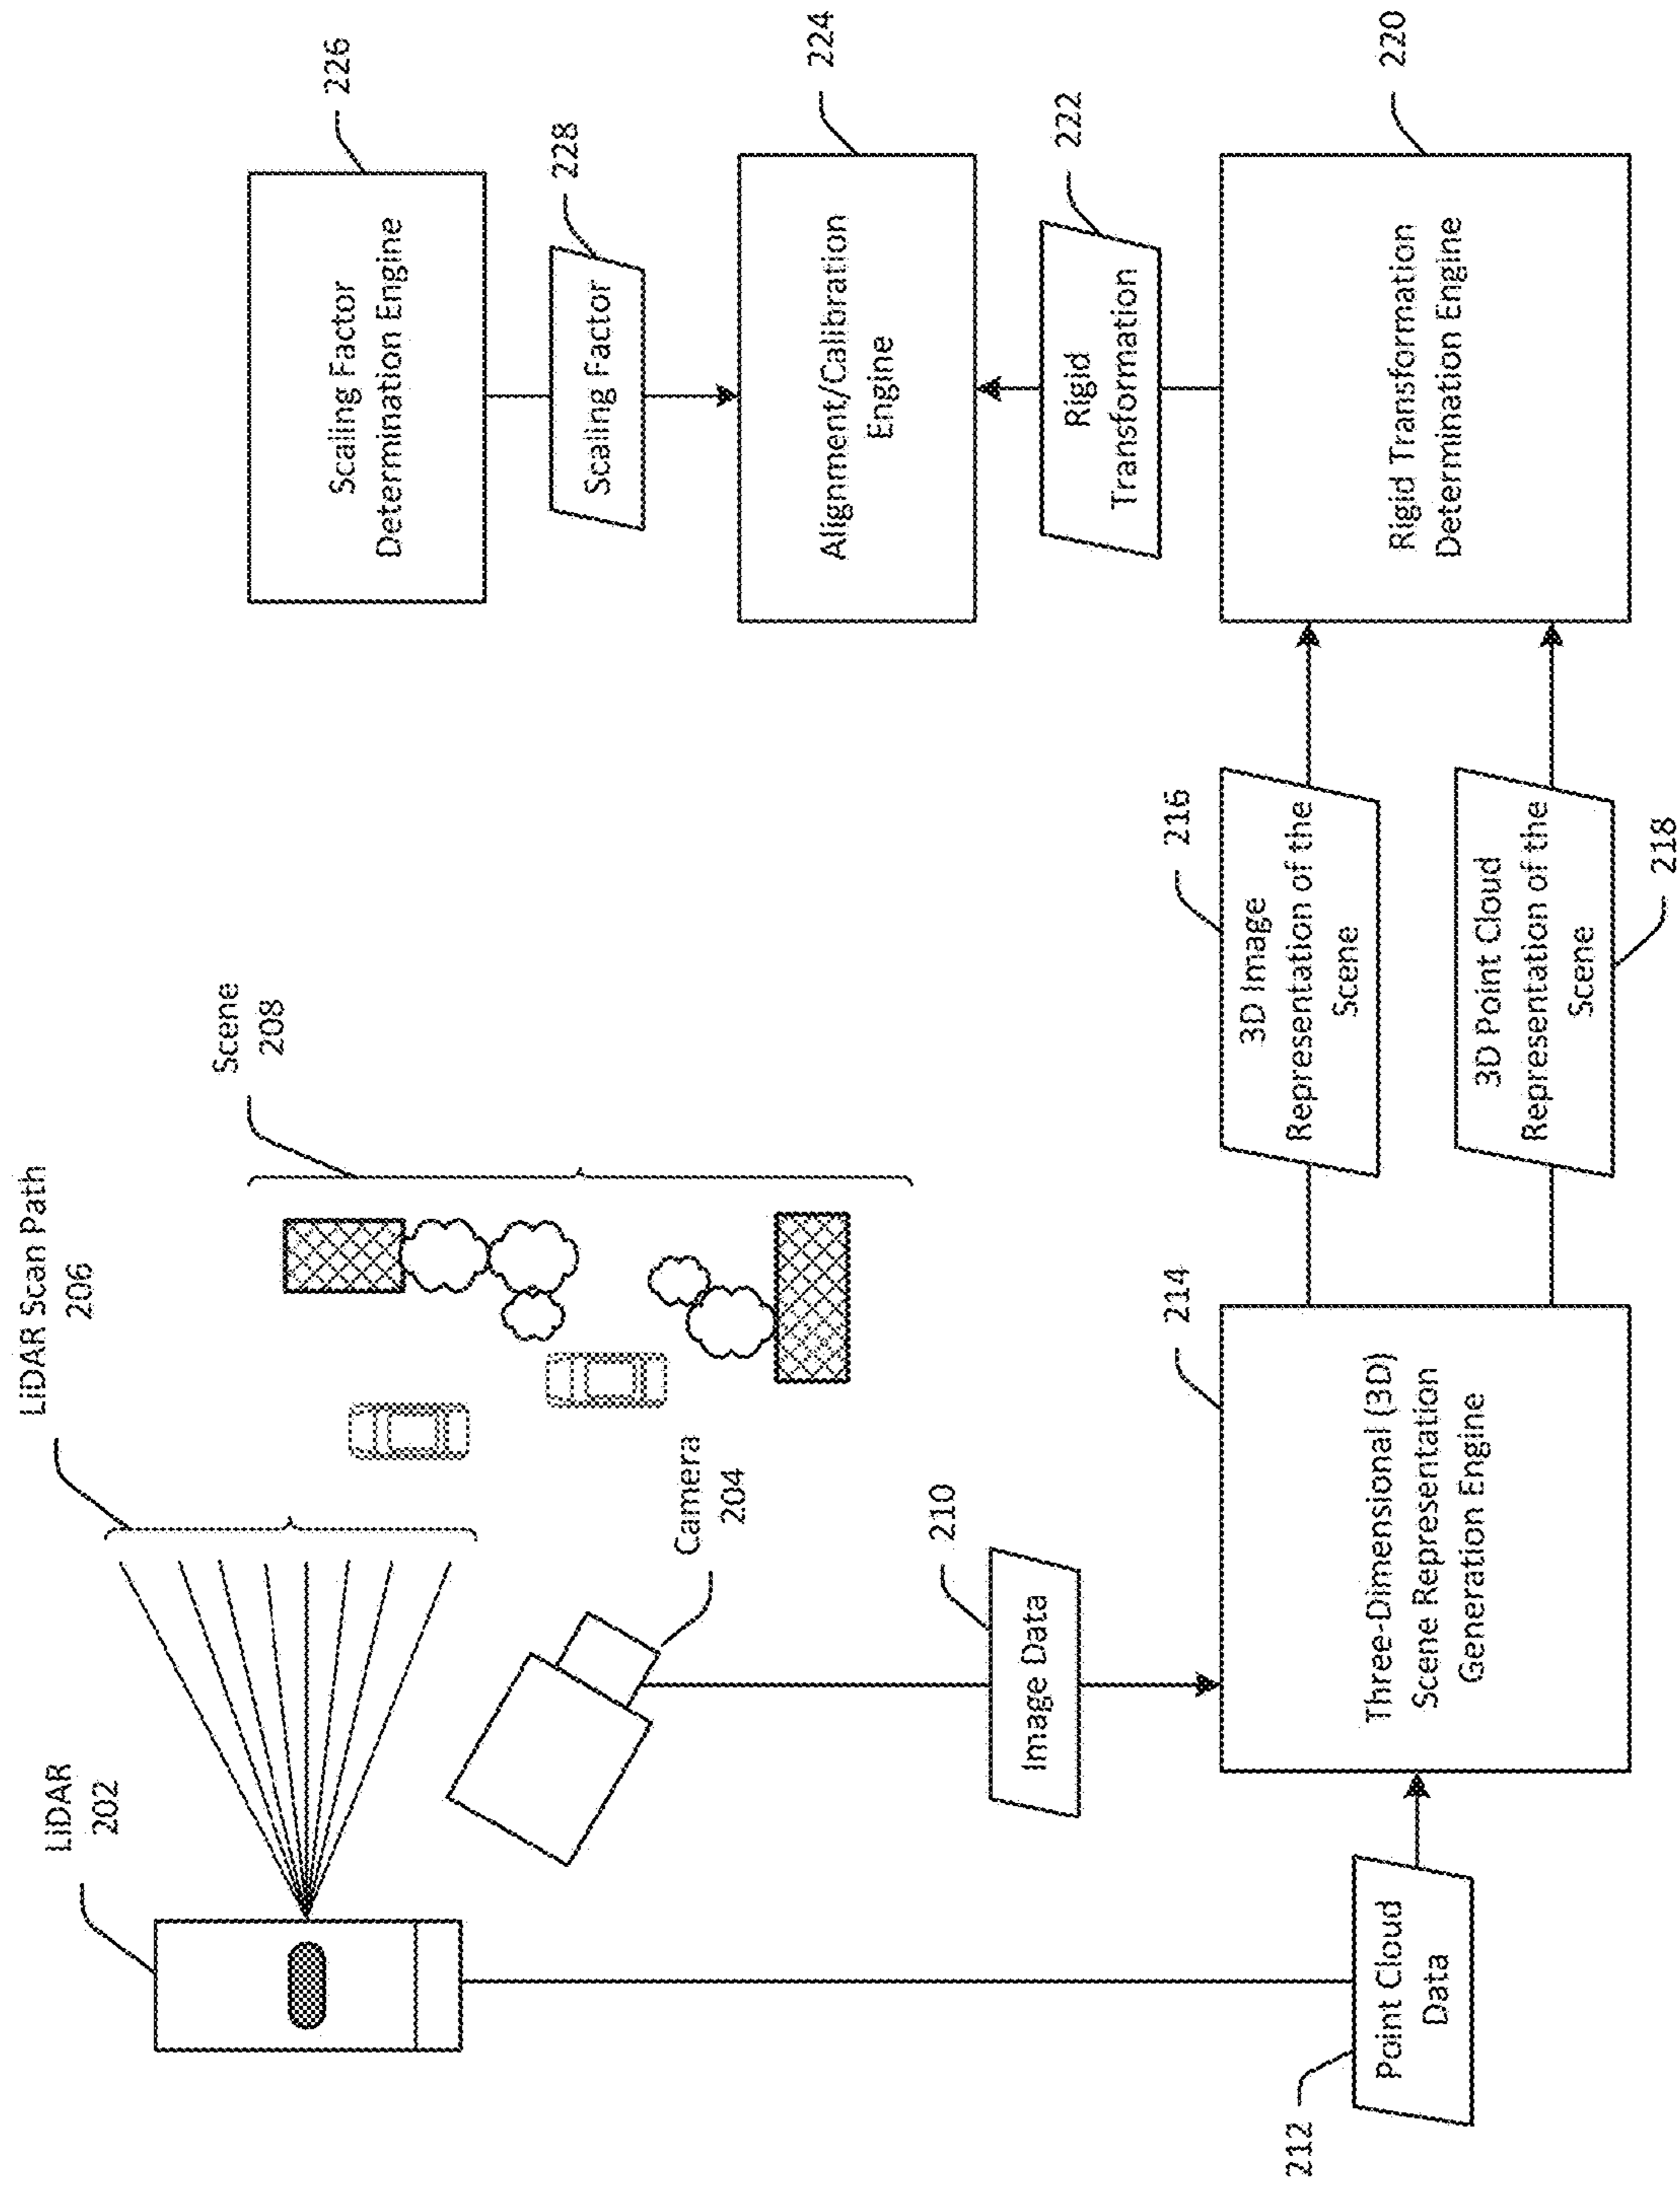 LiDAR
202
LiDAR Scan Path
206
Scene
208
Camera
204
210
Image Data
212
Point Cloud
Data
214
Three-Dimensional (3D)
Scene Representation
Generation Engine
216
3D Image
Representation of the
Scene
3D Point Cloud
Representation of the
Scene
218
226
Scaling Factor
Determination Engine
228
Scaling Factor
224
Alignment/Calibration
Engine
222
Rigid
Transformation
220
Rigid Transformation
Determination Engine